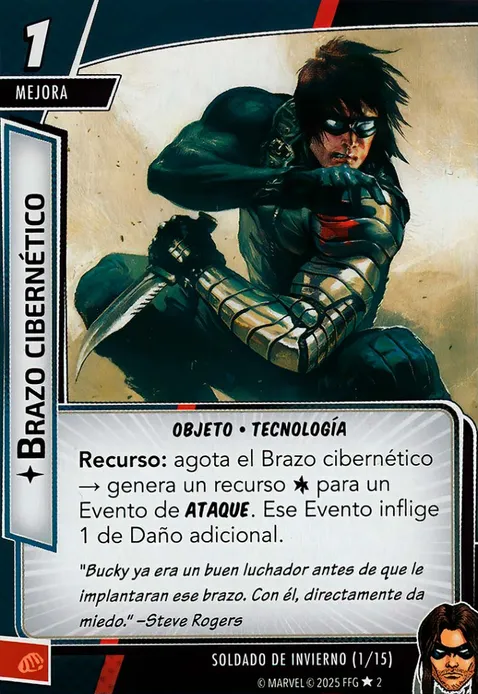 1
MEJORA
BRAZO CIBERNÉTICO
OBJETO • TECNOLOGÍA
Recurso: agota el Brazo cibernético
→ genera un recurso para un
Evento de ATAQUE. Ese Evento inflige
1 de Daño adicional.
"Bucky ya era un buen luchador antes de que le
implantaran ese brazo. Con él, directamente da
miedo." –Steve Rogers
SOLDADO DE INVIERNO (1/15)
© MARVEL © 2025 FFG ★ 2